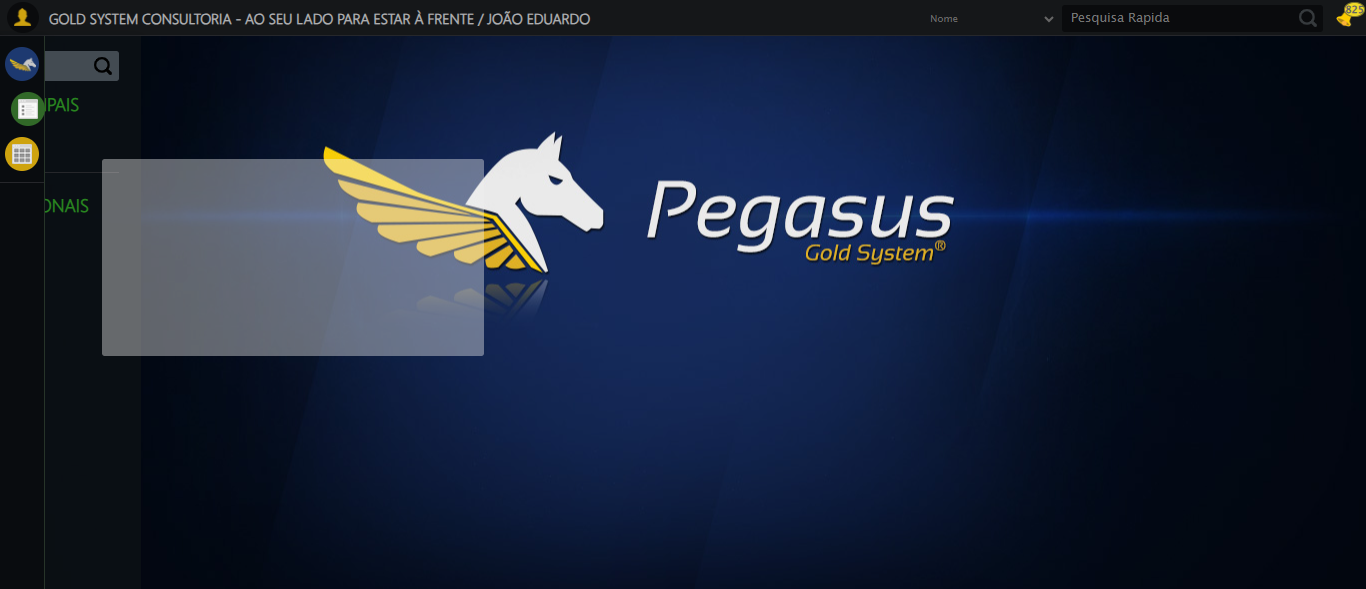 GOLD SYSTEM CONSULTORIA - AO SEU LADO PARA ESTAR À FRENTE / JOÃO EDUARDO
Nome
Pesquisa Rapida
825
IPAIS
ONAIS
Pegasus
Gold System®